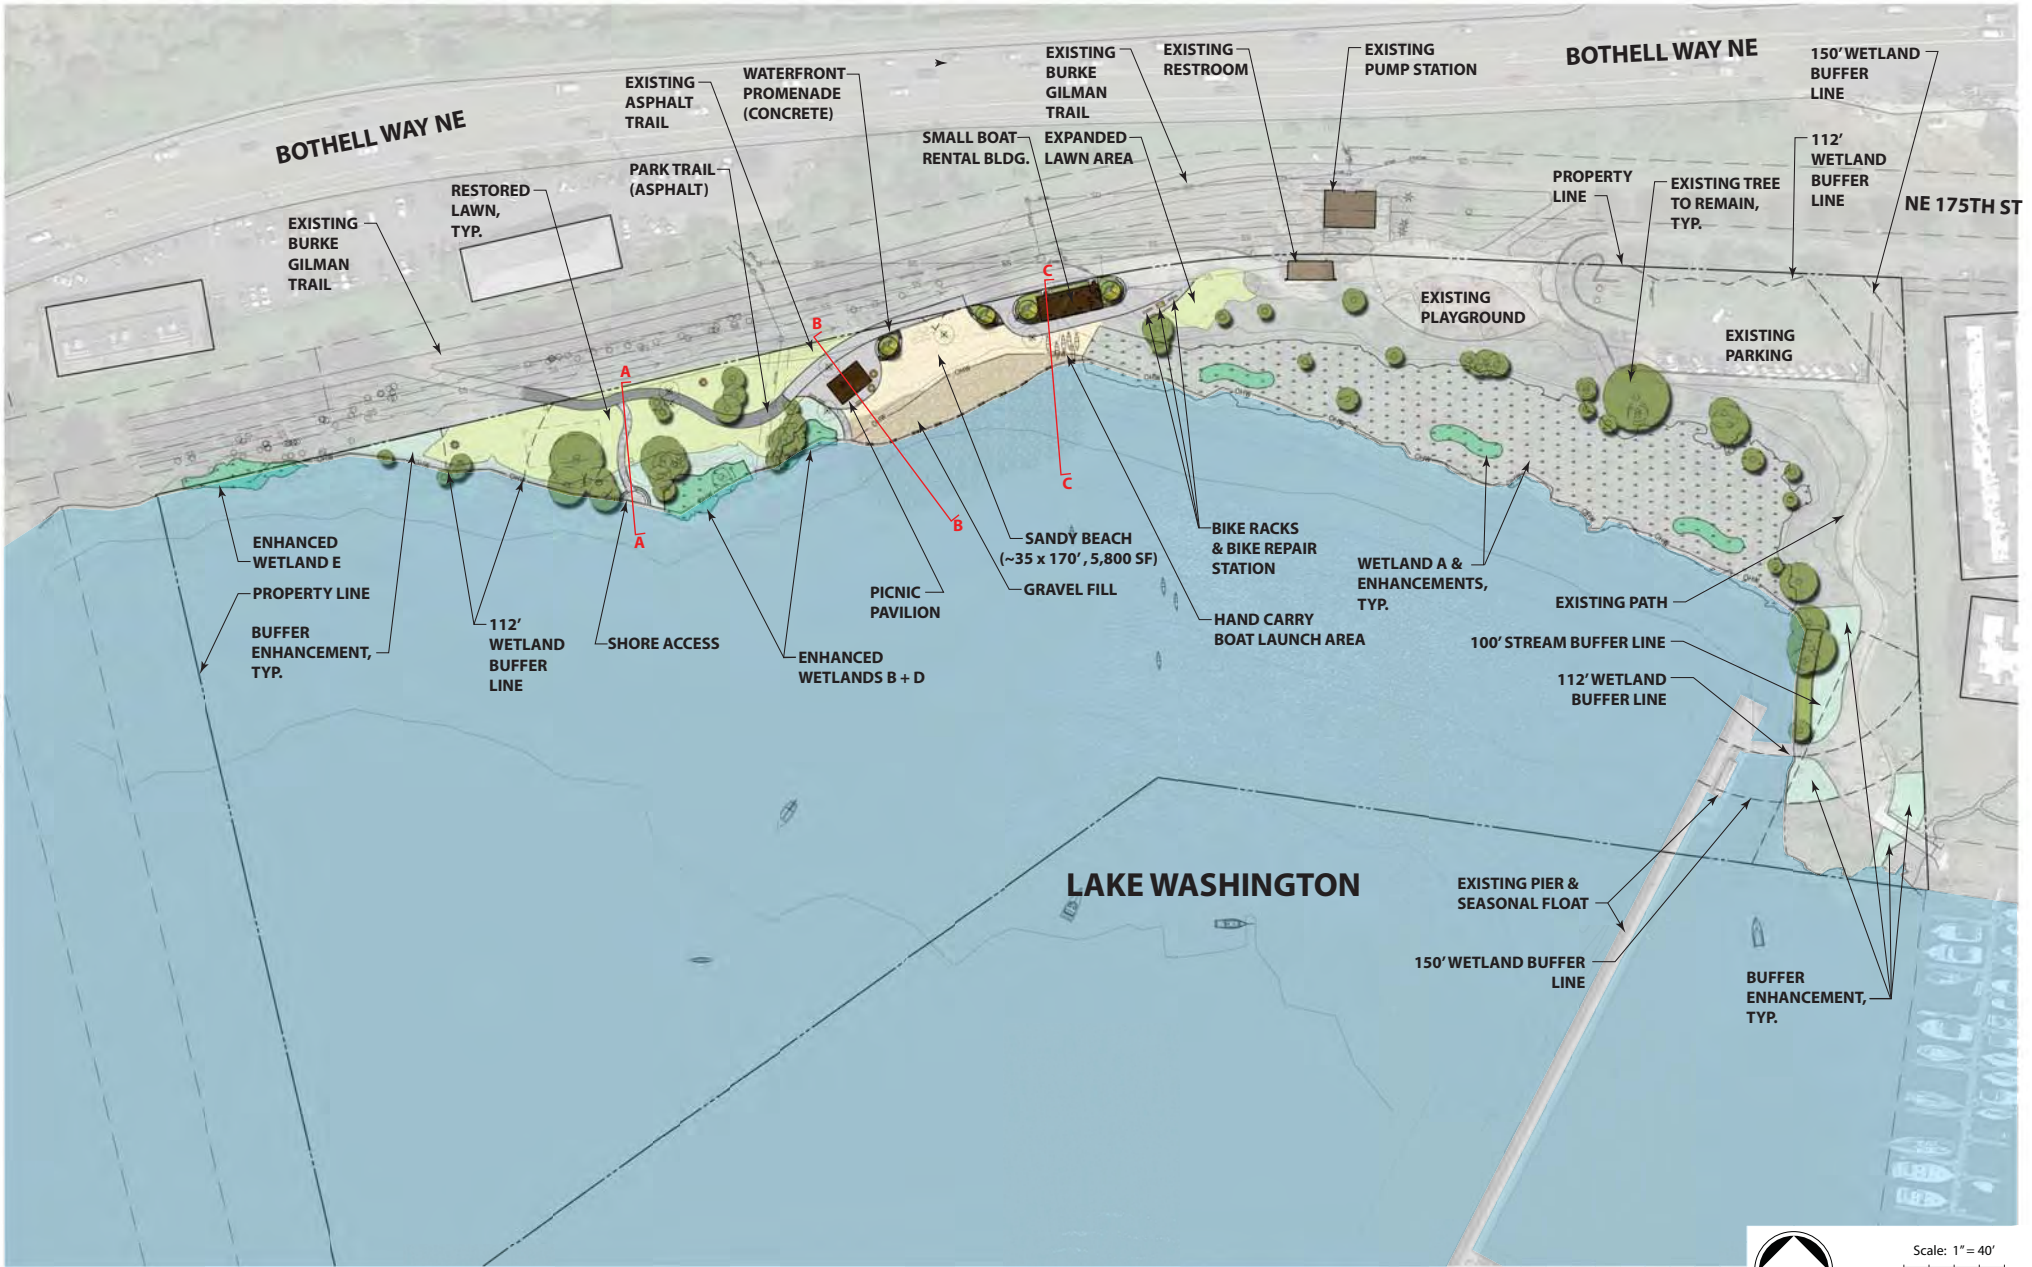 BOTHELL WAY NE
BOTHELL WAY NE
NE 175TH ST
EXISTING
BURKE
GILMAN
TRAIL
RESTORED
LAWN,
TYP.
EXISTING
ASPHALT
TRAIL
PARK TRAIL
(ASPHALT)
WATERFRONT
PROMENADE
(CONCRETE)
SMALL BOAT
RENTAL BLDG.
EXISTING
BURKE
GILMAN
TRAIL
EXPANDED
LAWN AREA
EXISTING
RESTROOM
EXISTING
PUMP STATION
PROPERTY
LINE
EXISTING TREE
TO REMAIN,
TYP.
150' WETLAND
BUFFER
LINE
112'
WETLAND
BUFFER
LINE
EXISTING
PLAYGROUND
EXISTING
PARKING
A
A
B
B
C
C
ENHANCED
WETLAND E
PROPERTY LINE
BUFFER
ENHANCEMENT,
TYP.
112'
WETLAND
BUFFER
LINE
SHORE ACCESS
ENHANCED
WETLANDS B + D
PICNIC
PAVILION
SANDY BEACH
(~35 x 170', 5,800 SF)
GRAVEL FILL
BIKE RACKS
& BIKE REPAIR
STATION
HAND CARRY
BOAT LAUNCH AREA
WETLAND A &
ENHANCEMENTS,
TYP.
EXISTING PATH
100' STREAM BUFFER LINE
112' WETLAND
BUFFER LINE
LAKE WASHINGTON
EXISTING PIER &
SEASONAL FLOAT
150' WETLAND BUFFER
LINE
BUFFER
ENHANCEMENT,
TYP.
Scale: 1" = 40'